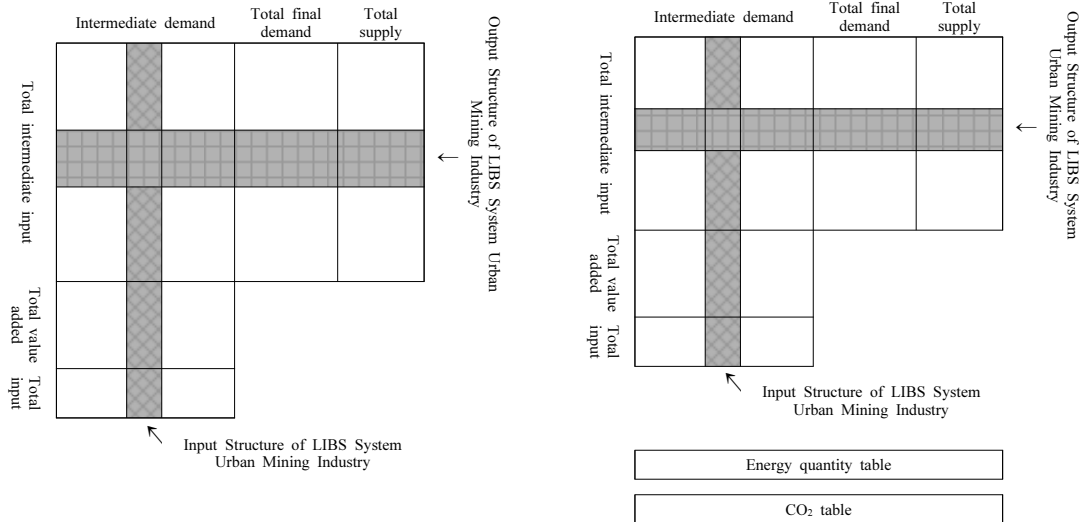 Intermediate demand
Total final
demand
Total
supply
Total intermediate input
Total value
added
Total
input
Output Structure of LIBS System Urban
Mining Industry
←
Input Structure of LIBS System
Urban Mining Industry
Intermediate demand
Total final
demand
Total
supply
Total intermediate input
Total value
added
Total
input
Output Structure of LIBS System
Urban Mining Industry
←
Input Structure of LIBS System
Urban Mining Industry
Energy quantity table
CO₂ table